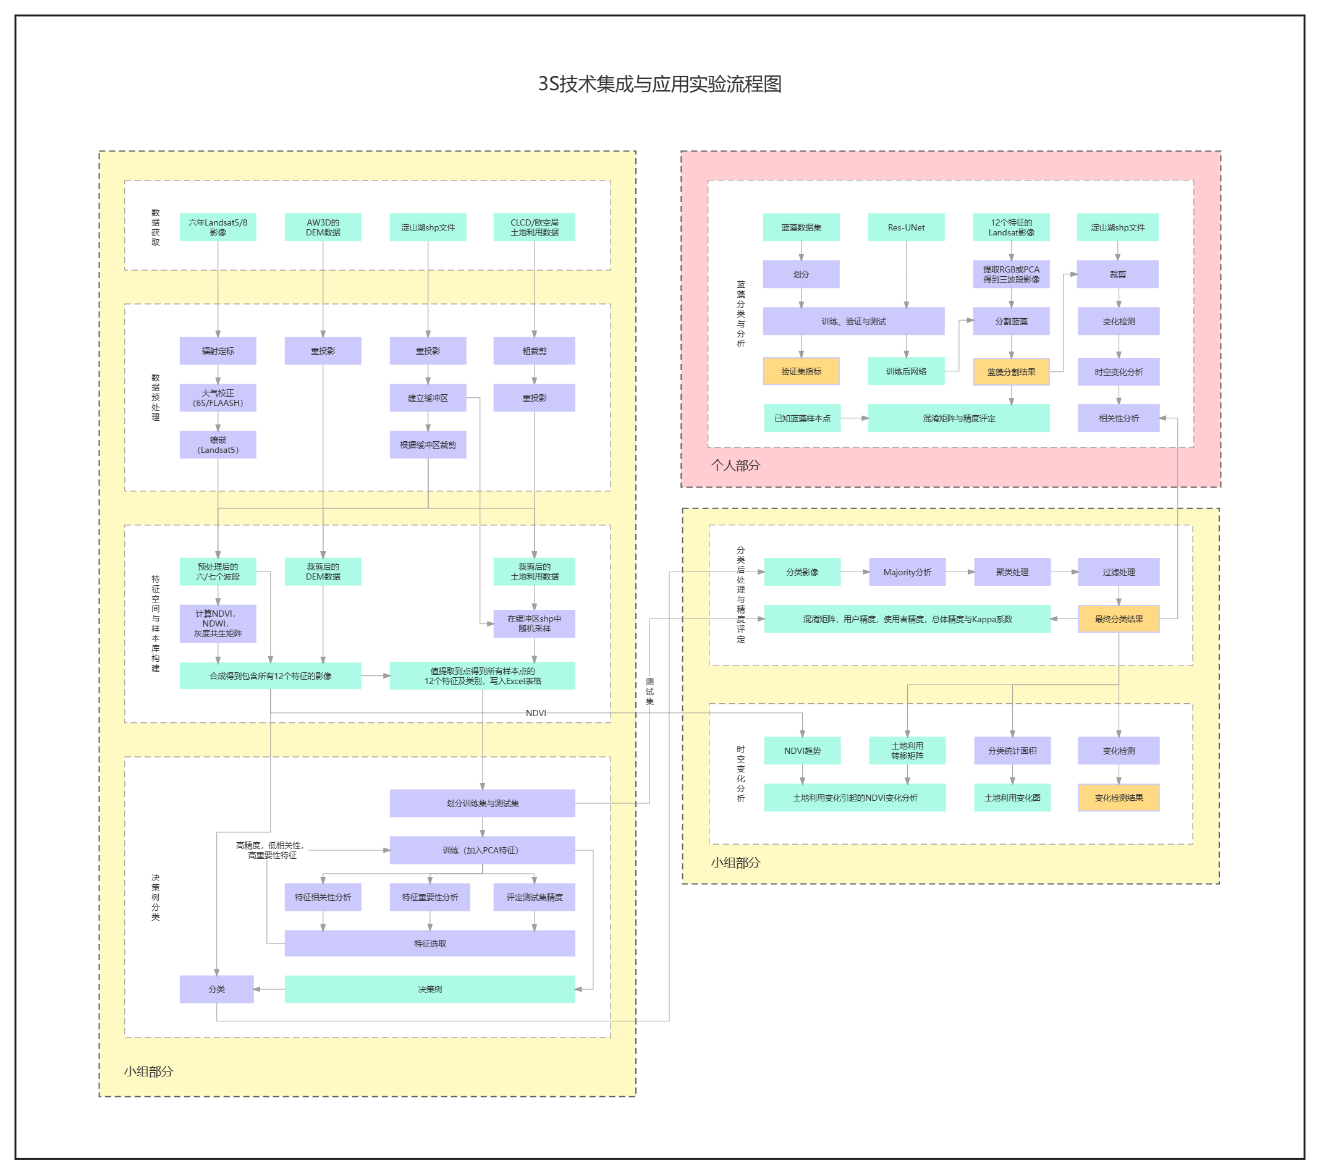 3S技术集成与应用实验流程图
数据获取
六年Landsat5/8
影像
AW3D的
DEM数据
淀山湖shp文件
CLCD/欧空局
土地利用数据
数据预处理
辐射定标
重投影
重投影
粗裁剪
大气校正
（6S/FLAASH）
建立缓冲区
重投影
镶嵌
（Landsat5）
根据缓冲区裁剪
特征空间与样本库构建
预处理后的
六/七个波段
裁剪后的
DEM数据
裁剪后的
土地利用数据
计算NDVI、
NDWI、
灰度共生矩阵
在缓冲区shp中
随机采样
合成得到包含所有12个特征的影像
值提取到点得到所有样本点的
12个特征及类别，写入Excel表格
NDVI
测试集
决策树分类
划分训练集与测试集
高精度，低相关性，
高重要性特征
训练（加入PCA特征）
特征相关性分析
特征重要性分析
评定测试集精度
特征选取
分类
决策树
小组部分
蓝藻分类与分析
蓝藻数据集
Res-UNet
12个特征的
Landsat影像
淀山湖shp文件
划分
提取RGB或PCA
得到三波段影像
裁剪
训练、验证与测试
分割蓝藻
变化检测
验证集指标
训练后网络
蓝藻分割结果
时空变化分析
已知蓝藻样本点
混淆矩阵与精度评定
相关性分析
个人部分
分类后处理与精度评定
分类影像
Majority分析
聚类处理
过滤处理
混淆矩阵，用户精度，使用者精度，总体精度与Kappa系数
最终分类结果
时空变化分析
NDVI趋势
土地利用
转移矩阵
分类统计面积
变化检测
土地利用变化引起的NDVI变化分析
土地利用变化图
变化检测结果
小组部分